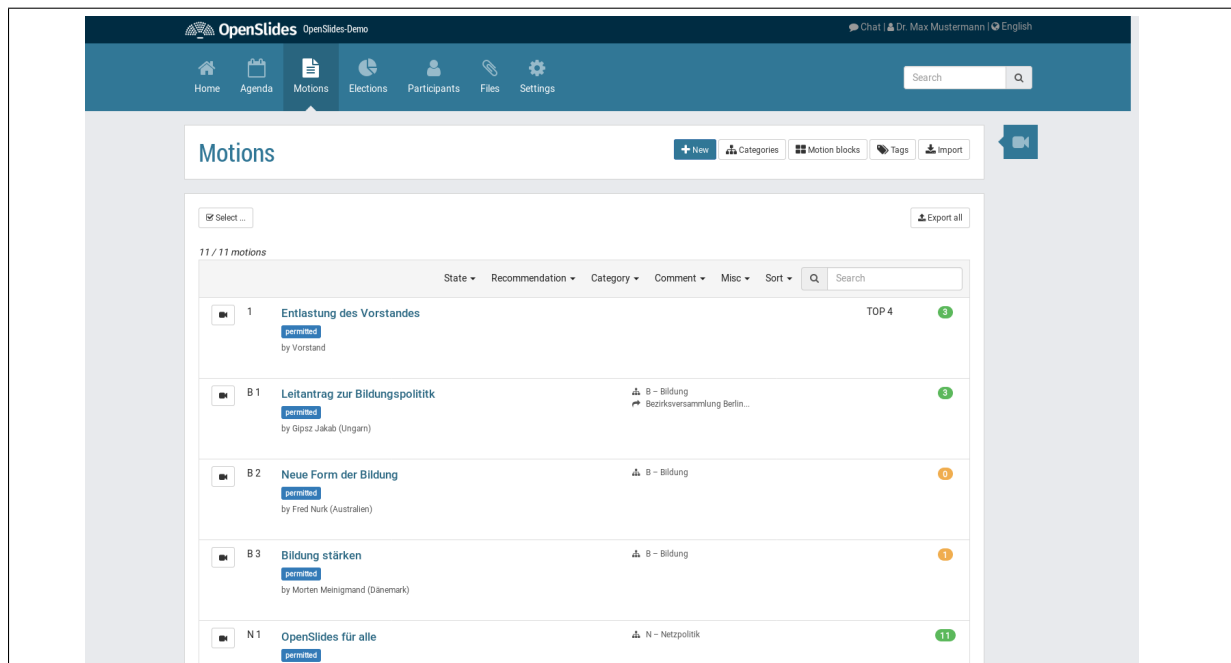 OpenSlides OpenSlides-Demo Chat | Dr. Max Mustermann | English
Home Agenda Motions Elections Participants Files Settings Search
Motions New Categories Motion blocks Tags Import
Select ... Export all
11 / 11 motions
State Recommendation Category Comment Misc Sort Search
1 Entlastung des Vorstandes TOP 4 3
permitted
by Vorstand
B 1 Leitantrag zur Bildungspolititk B – Bildung 3
Bezirksversammlung Berlin...
permitted
by Gipsz Jakab (Ungarn)
B 2 Neue Form der Bildung B – Bildung 0
permitted
by Fred Nurk (Australien)
B 3 Bildung stärken B – Bildung 1
permitted
by Morten Meinigmand (Dänemark)
N 1 OpenSlides für alle N – Netzpolitik 11
permitted